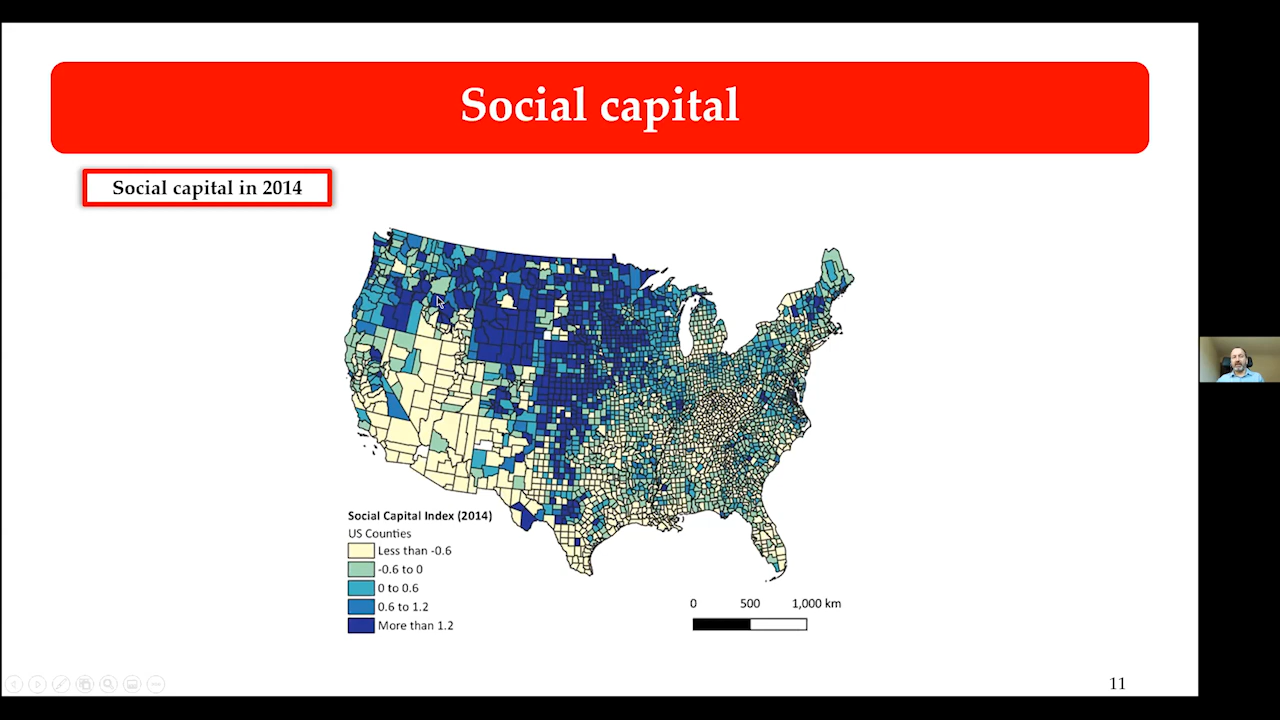 Social capital
Social capital in 2014
Social Capital Index (2014)
US Counties
Less than -0.6
-0.6 to 0
0 to 0.6
0.6 to 1.2
More than 1.2
0 500 1,000 km
11